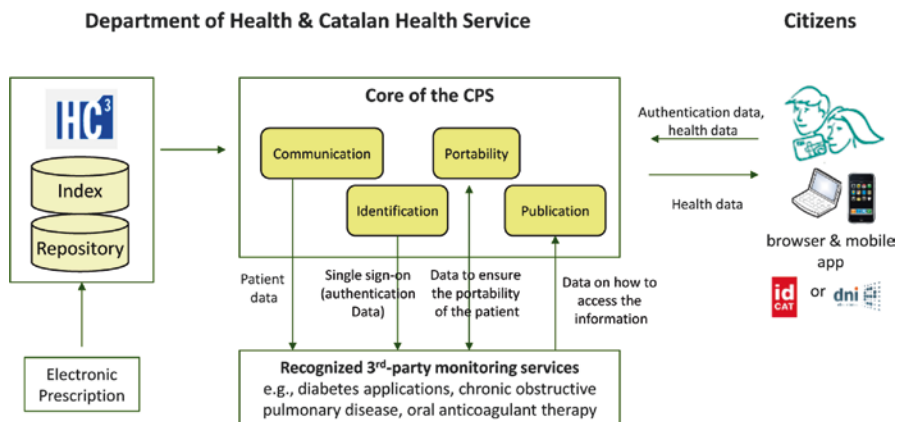 Department of Health & Catalan Health Service
Citizens
HC3
Index
Repository
Electronic
Prescription
Core of the CPS
Communication
Portability
Identification
Publication
Authentication data,
health data
Health data
browser & mobile
app
id
CAT
or
dni
e
Patient
data
Single sign-on
(authentication
Data)
Data to ensure
the portability
of the patient
Data on how to
access the
information
Recognized 3rd-party monitoring services
e.g., diabetes applications, chronic obstructive
pulmonary disease, oral anticoagulant therapy